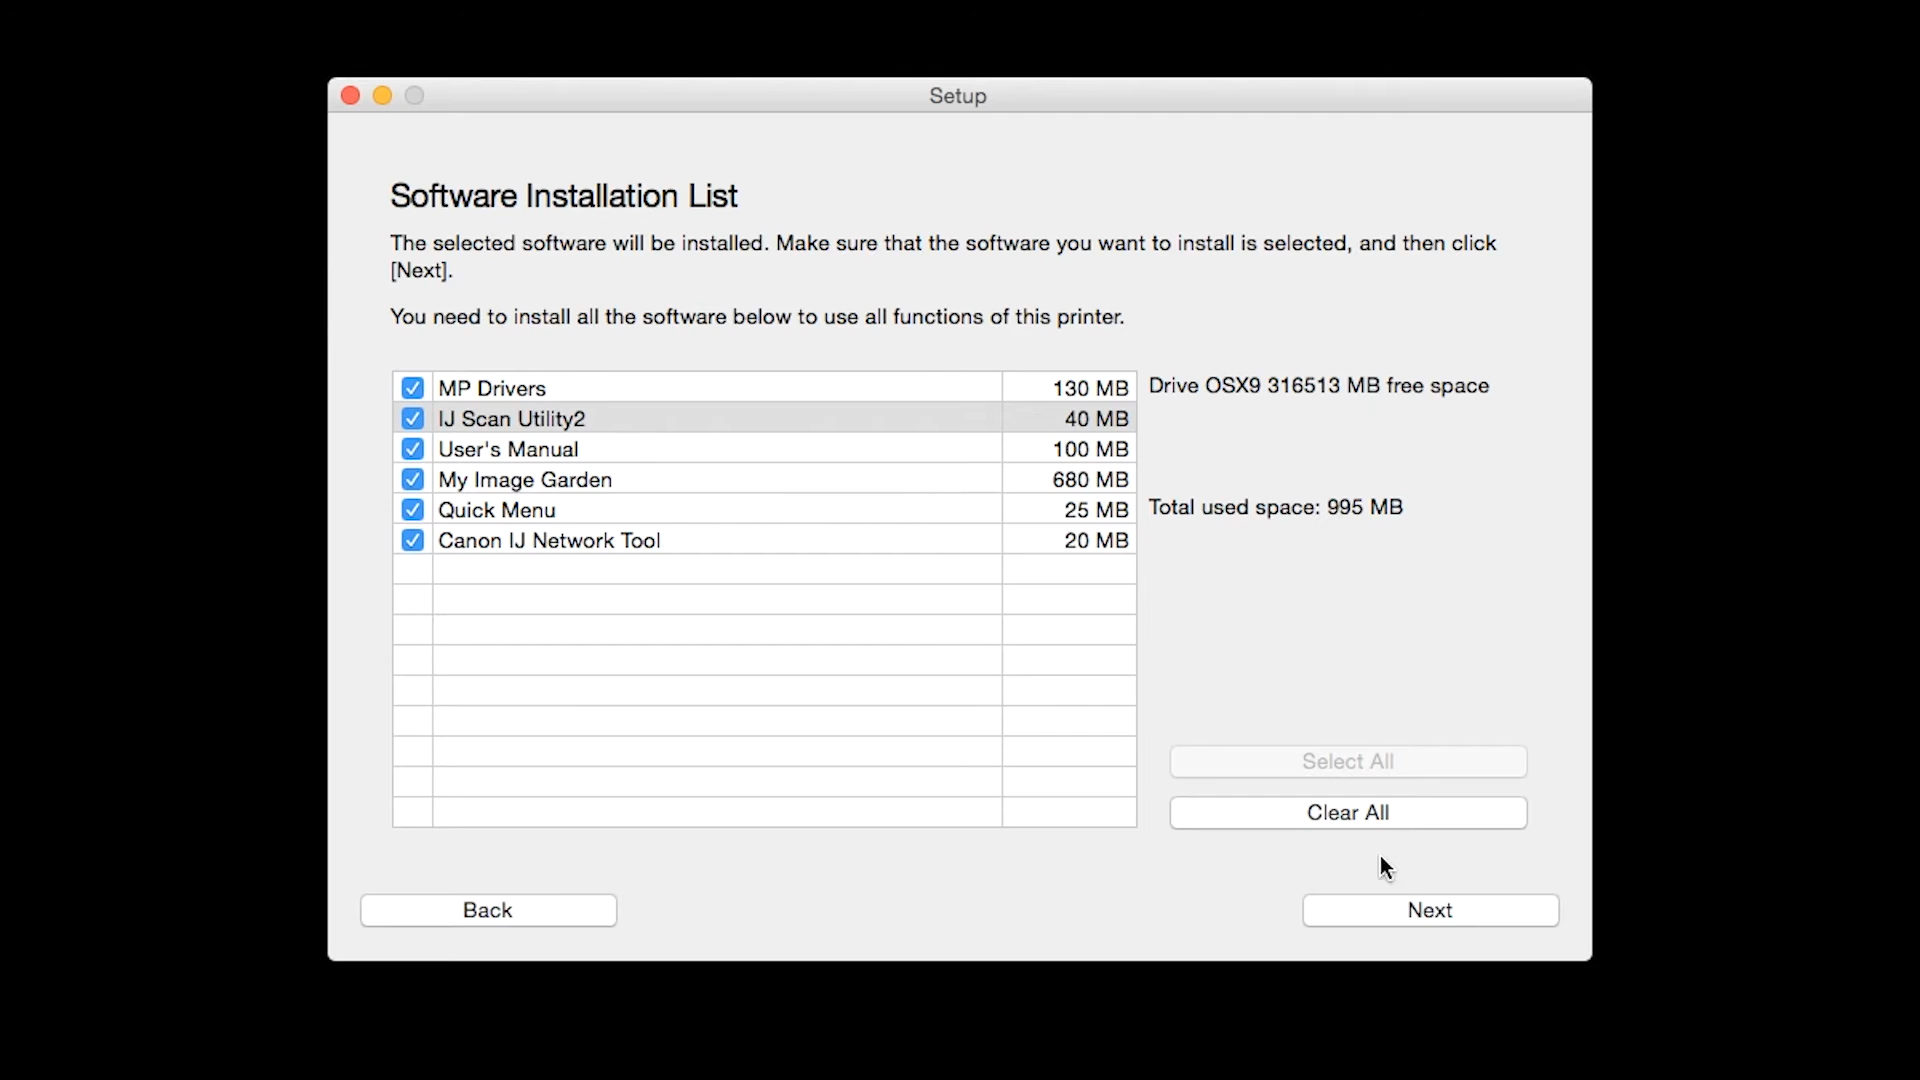 Setup
Software Installation List
The selected software will be installed. Make sure that the software you want to install is selected, and then click
[Next].
You need to install all the software below to use all functions of this printer.
MP Drivers 130 MB
IJ Scan Utility2 40 MB
User's Manual 100 MB
My Image Garden 680 MB
Quick Menu 25 MB
Canon IJ Network Tool 20 MB
Drive OSX9 316513 MB free space
Total used space: 995 MB
Select All
Clear All
Back
Next